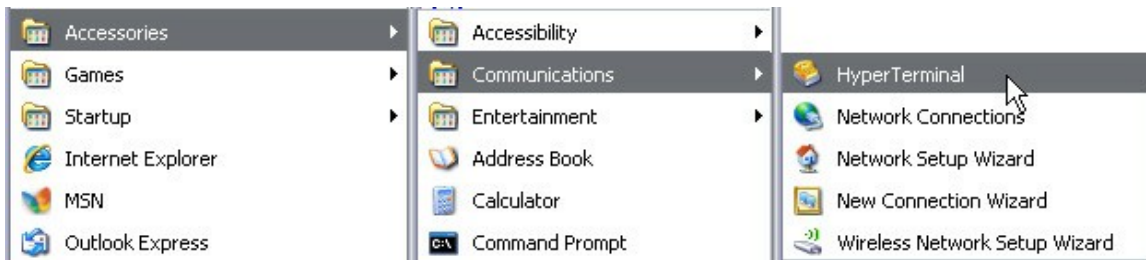 Accessories
Games
Startup
Internet Explorer
MSN
Outlook Express
Accessibility
Communications
Entertainment
Address Book
Calculator
Command Prompt
HyperTerminal
Network Connections
Network Setup Wizard
New Connection Wizard
Wireless Network Setup Wizard